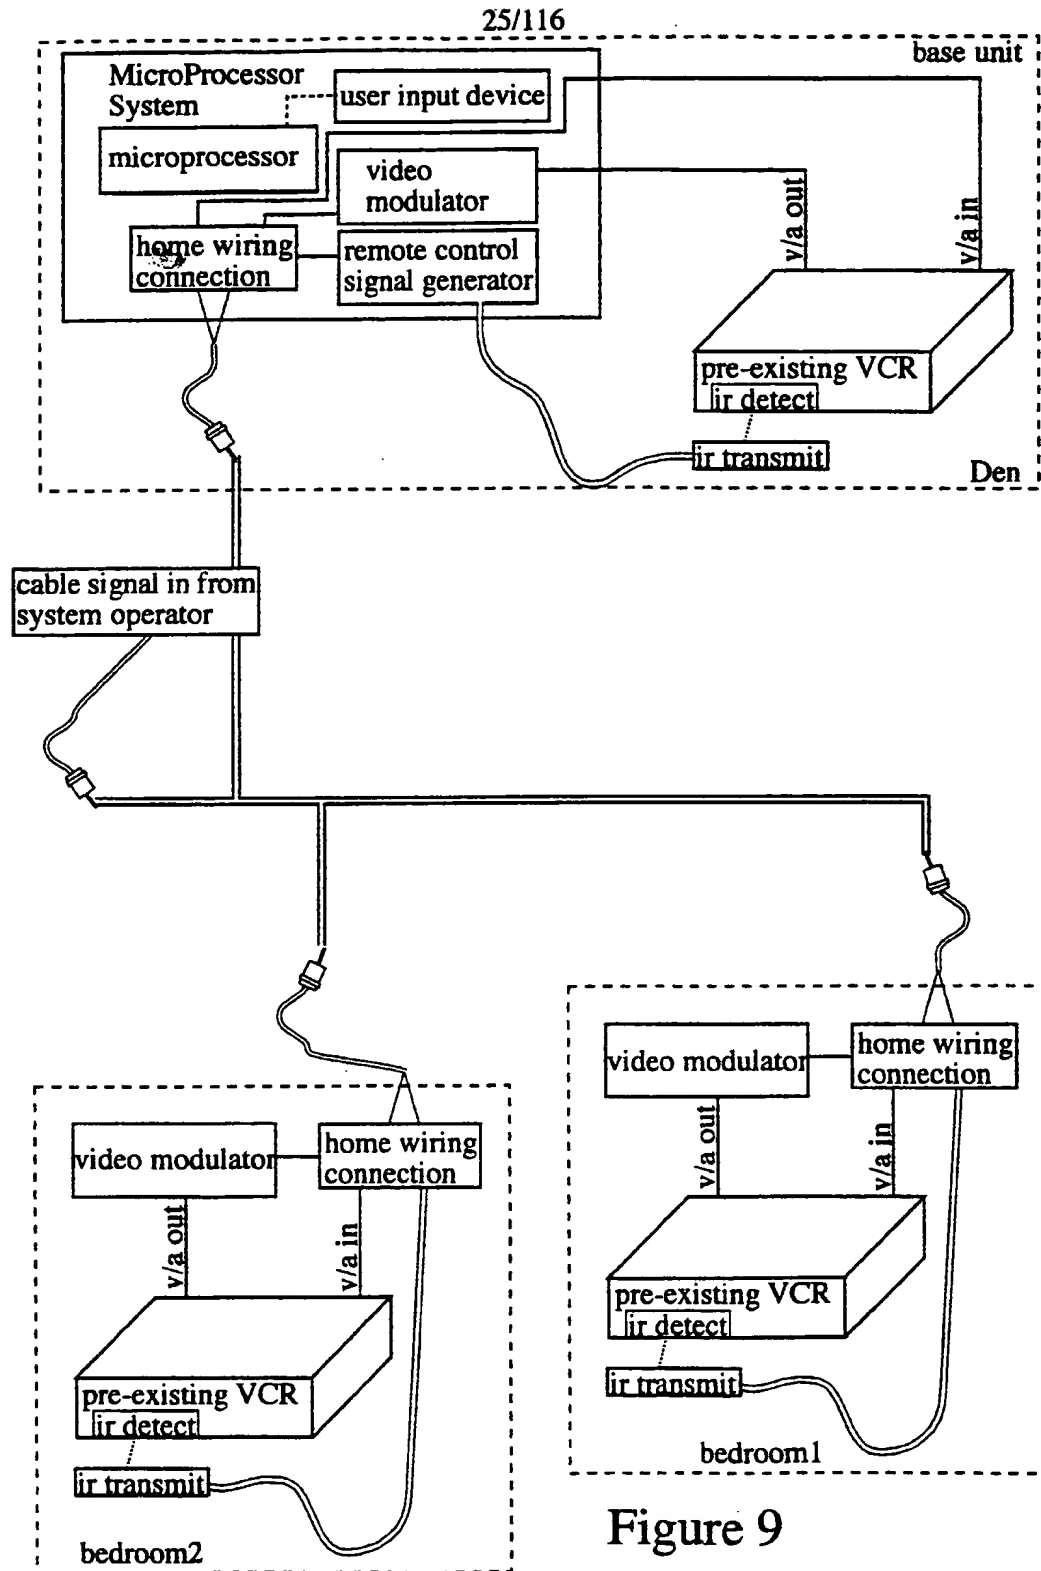 25/116
base unit
MicroProcessor
System
user input device
microprocessor
video
modulator
v/a out
v/a in
home wiring
connection
remote control
signal generator
pre-existing VCR
ir detect
ir transmit
Den
cable signal in from
system operator
video modulator
home wiring
connection
v/a out
v/a in
pre-existing VCR
ir detect
ir transmit
bedroom1
video modulator
home wiring
connection
v/a out
v/a in
pre-existing VCR
ir detect
ir transmit
bedroom2
Figure 9